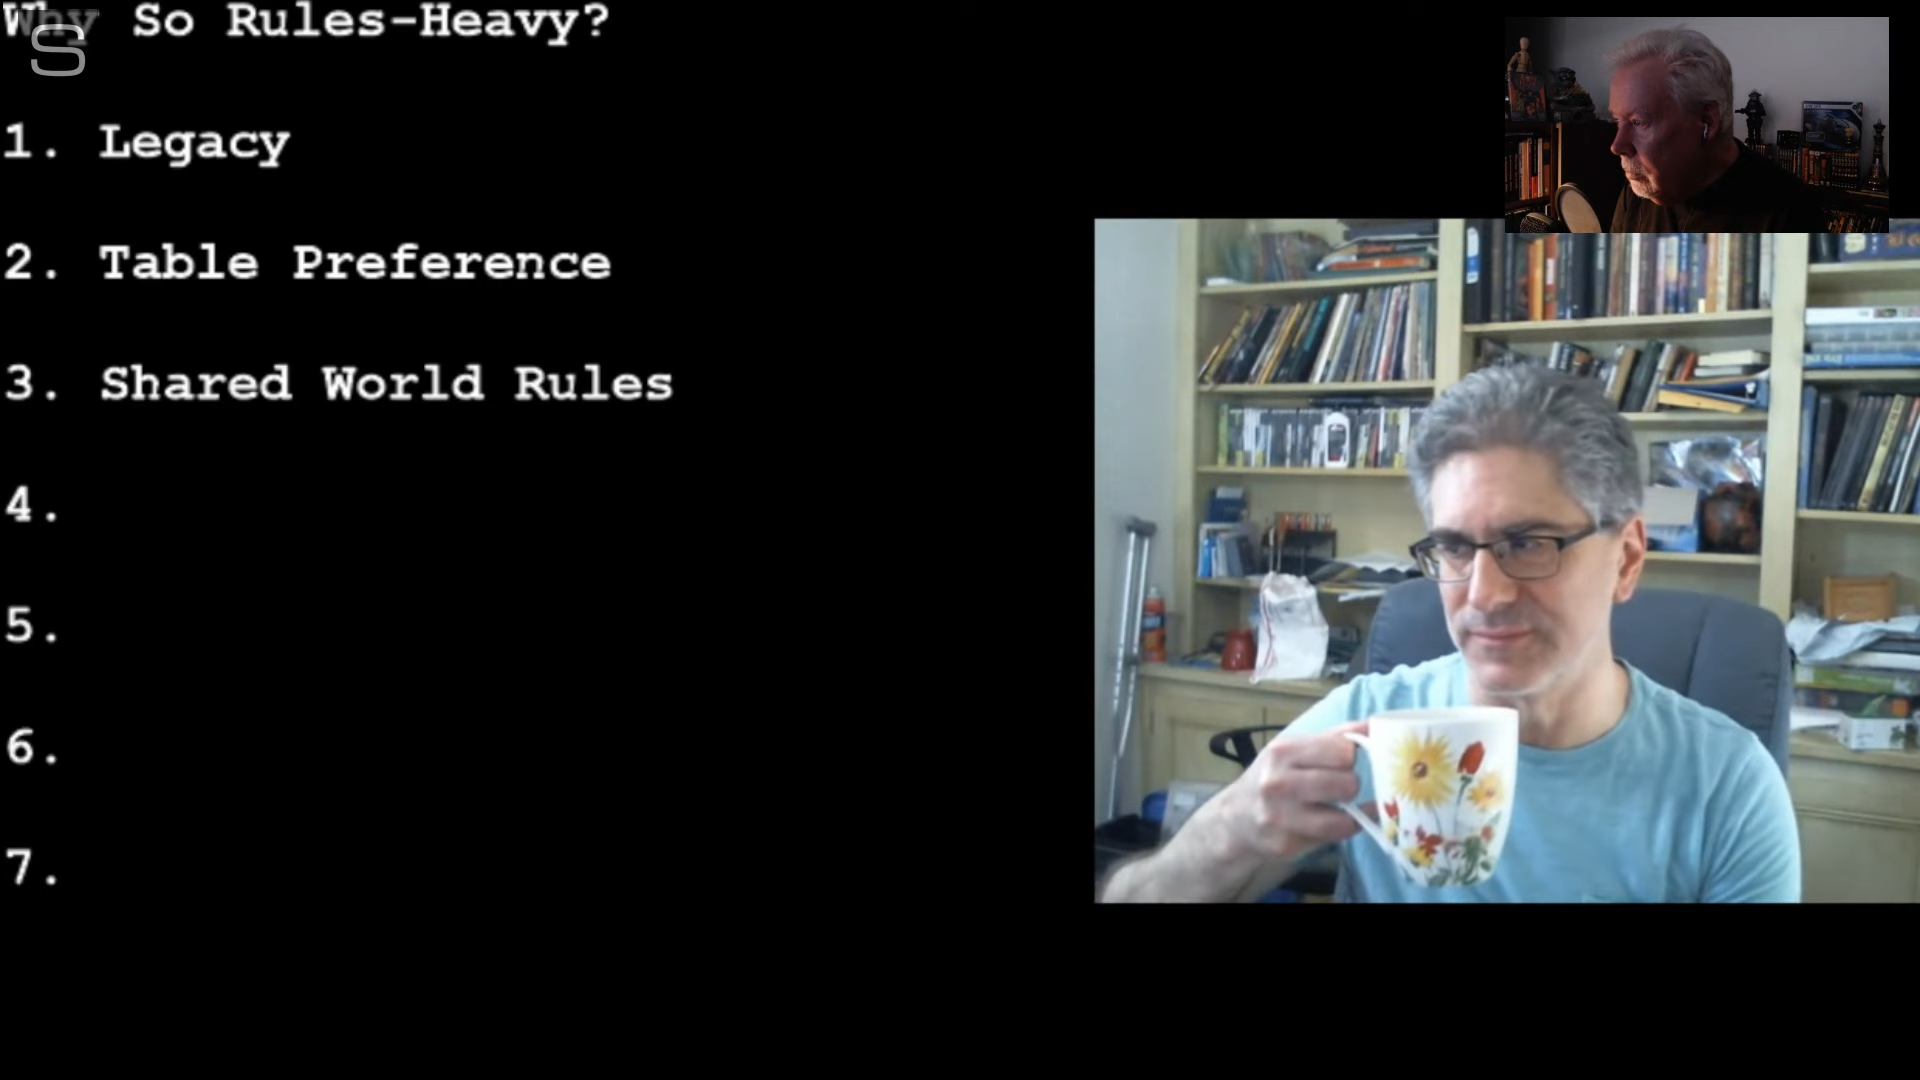 Why So Rules-Heavy?
S
1. Legacy
2. Table Preference
3. Shared World Rules
4.
5.
6.
7.